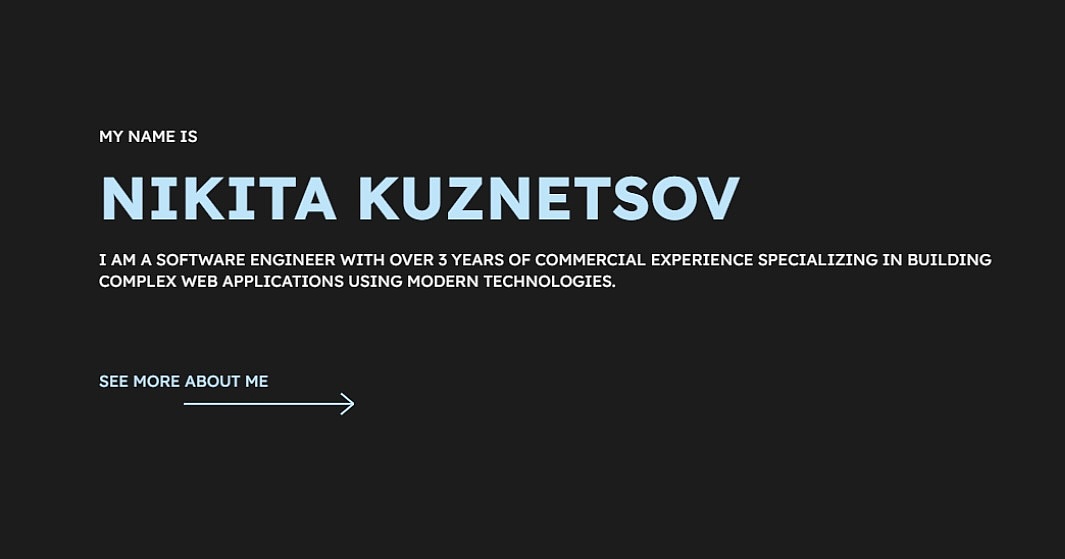 MY NAME IS
NIKITA KUZNETSOV
I AM A SOFTWARE ENGINEER WITH OVER 3 YEARS OF COMMERCIAL EXPERIENCE SPECIALIZING IN BUILDING
COMPLEX WEB APPLICATIONS USING MODERN TECHNOLOGIES.
SEE MORE ABOUT ME